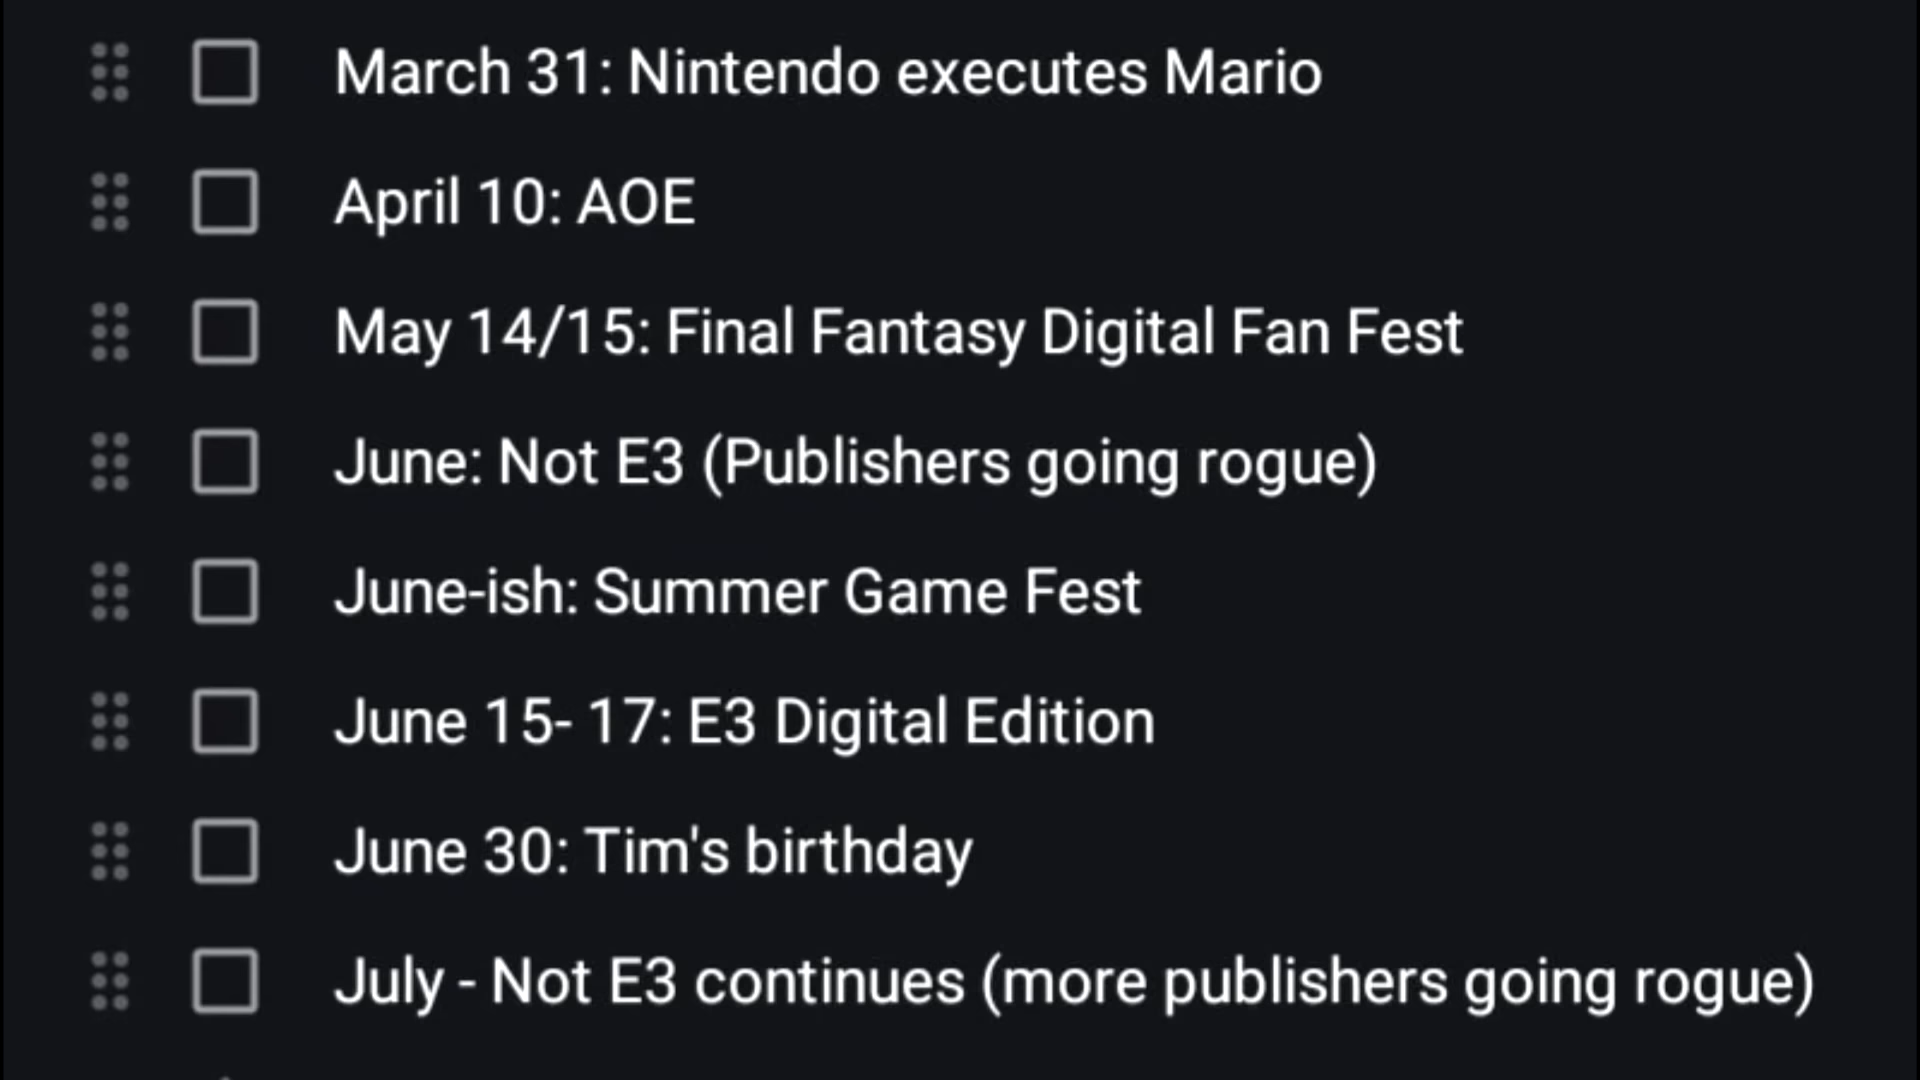 March 31: Nintendo executes Mario
April 10: AOE
May 14/15: Final Fantasy Digital Fan Fest
June: Not E3 (Publishers going rogue)
June-ish: Summer Game Fest
June 15- 17: E3 Digital Edition
June 30: Tim's birthday
July - Not E3 continues (more publishers going rogue)